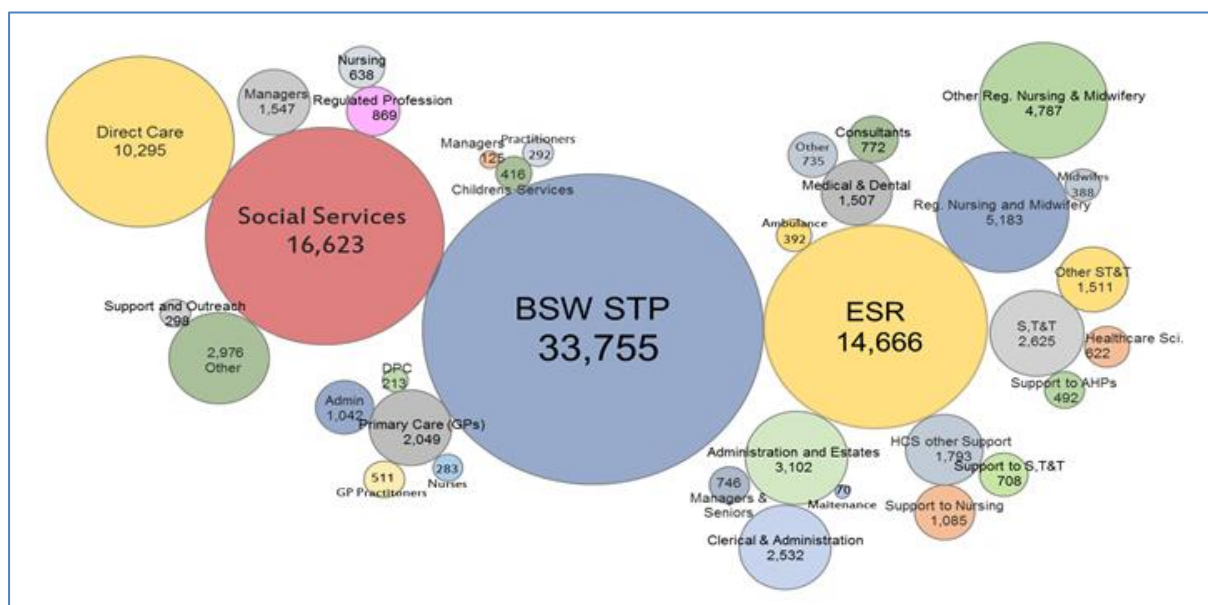 Direct Care
10,295
Managers
1,547
Nursing
638
Regulated Profession
869
Social Services
16,623
Support and Outreach
298
2,976
Other
Managers
125
Practitioners
292
416
Childrens Services
BSW STP
33,755
DPC
213
Admin
1,042
Primary Care (GPs)
2,049
511
GP Practitoners
283
Nurses
Other
735
Consultants
772
Medical & Dental
1,507
Ambulance
392
ESR
14,666
Other Reg. Nursing & Midwifery
4,787
Midwifes
388
Reg. Nursing and Midwifery
5,183
Other ST&T
1,511
S,T&T
2,625
Healthcare Sci.
622
Support to AHPs
492
HCS other Support
1,793
Support to S,T&T
708
Support to Nursing
1,085
Administration and Estates
3,102
746
Managers &
Seniors
70
Maitenance
Clerical & Administration
2,532